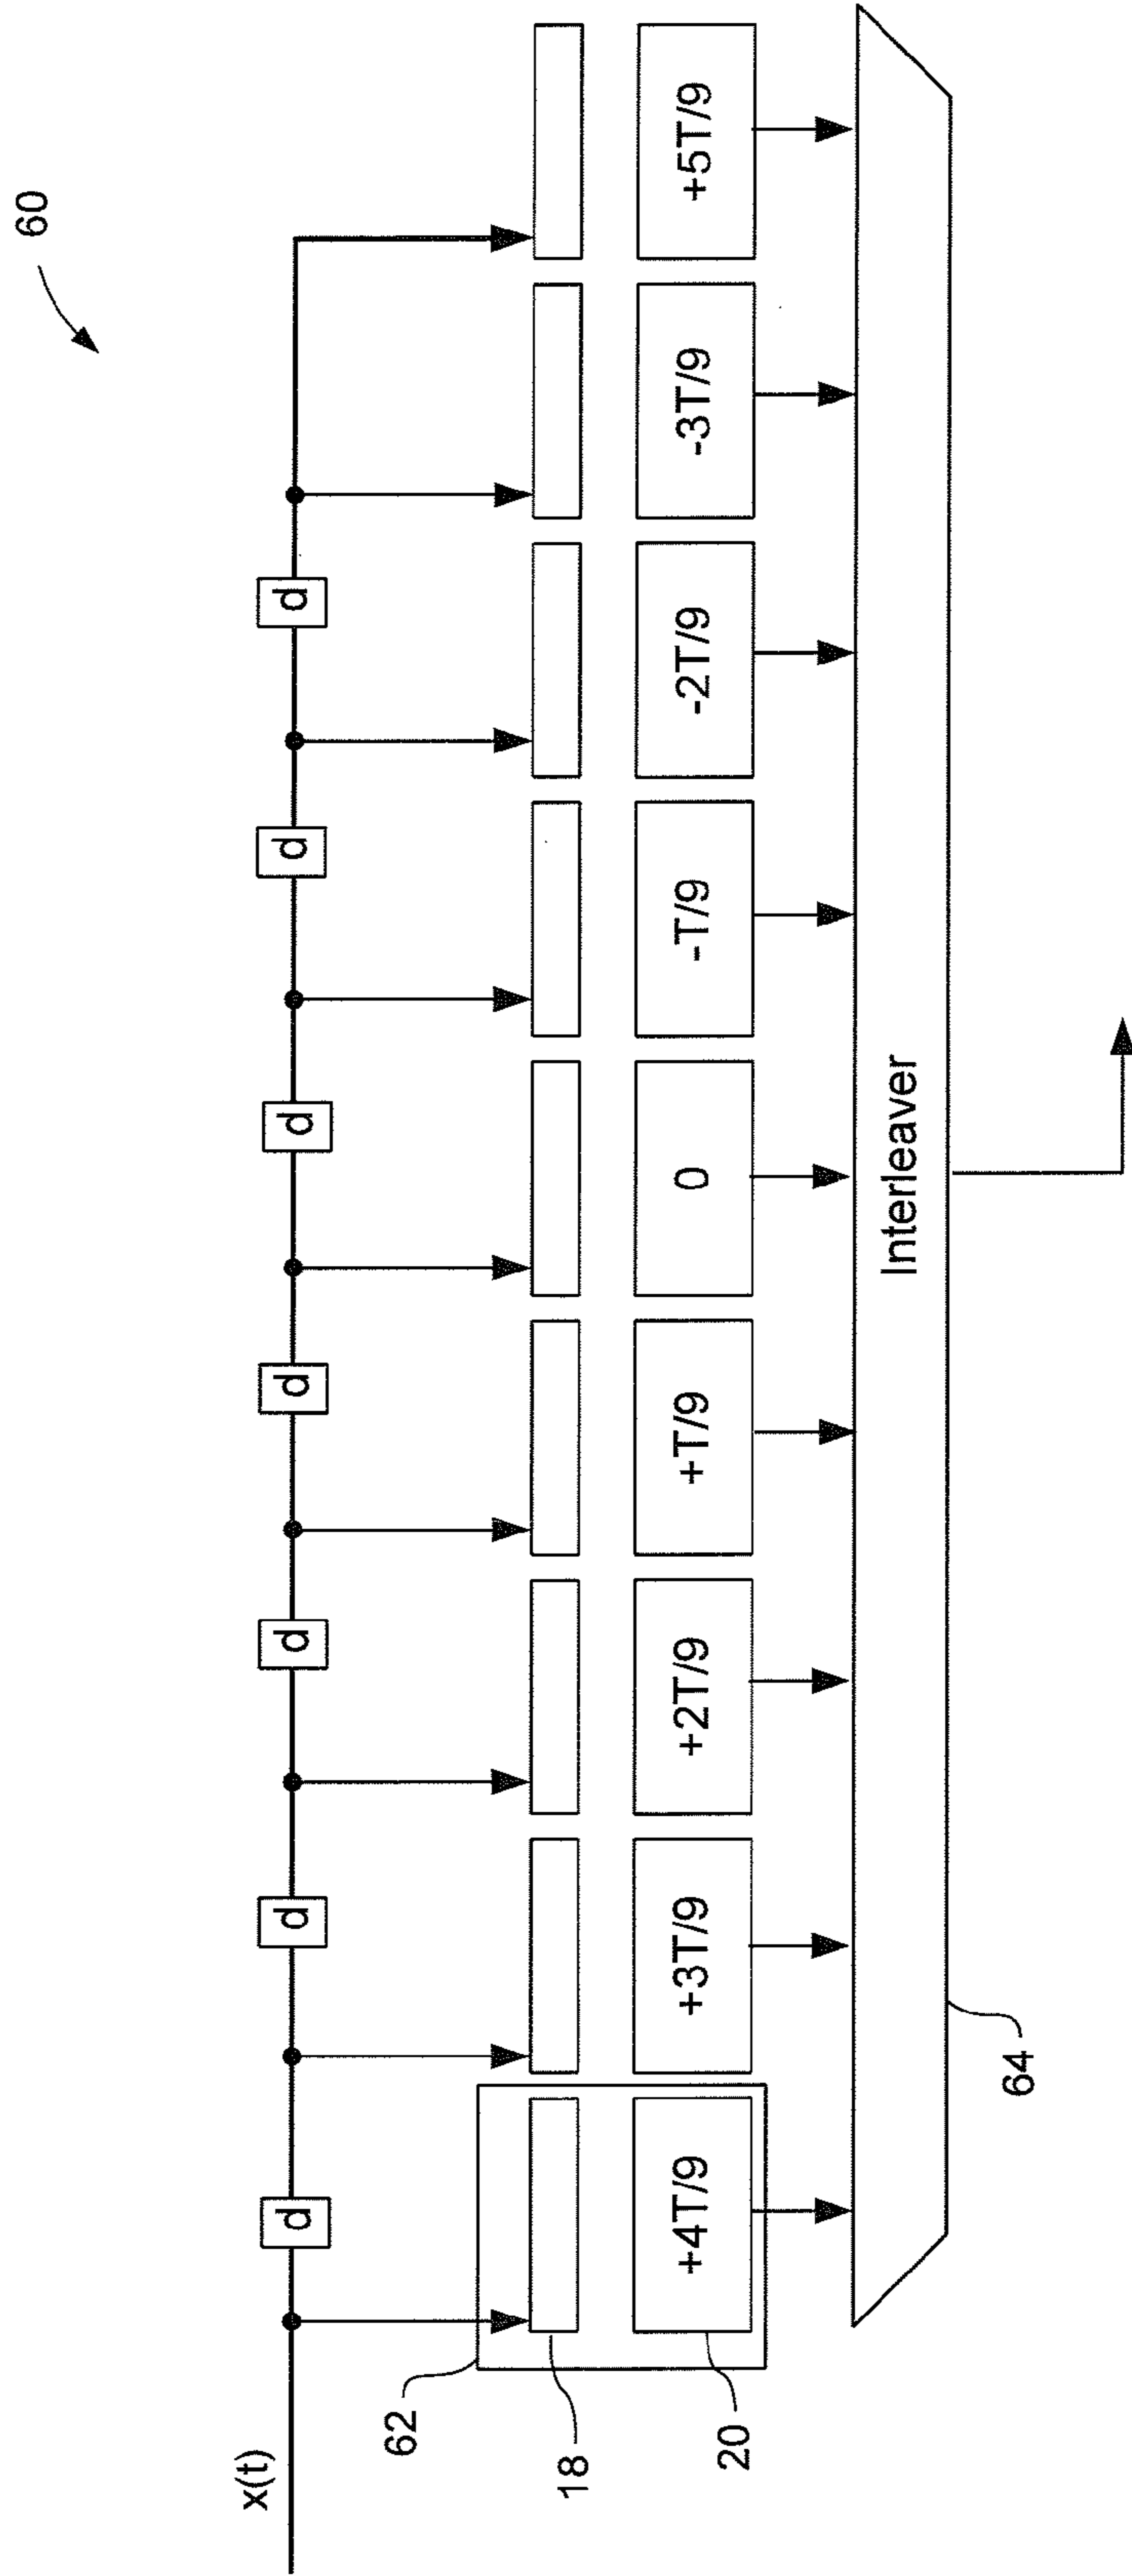 60
x(t)
d
d
d
d
d
d
d
62
18
+4T/9
+3T/9
+2T/9
+T/9
0
-T/9
-2T/9
-3T/9
+5T/9
20
Interleaver
64